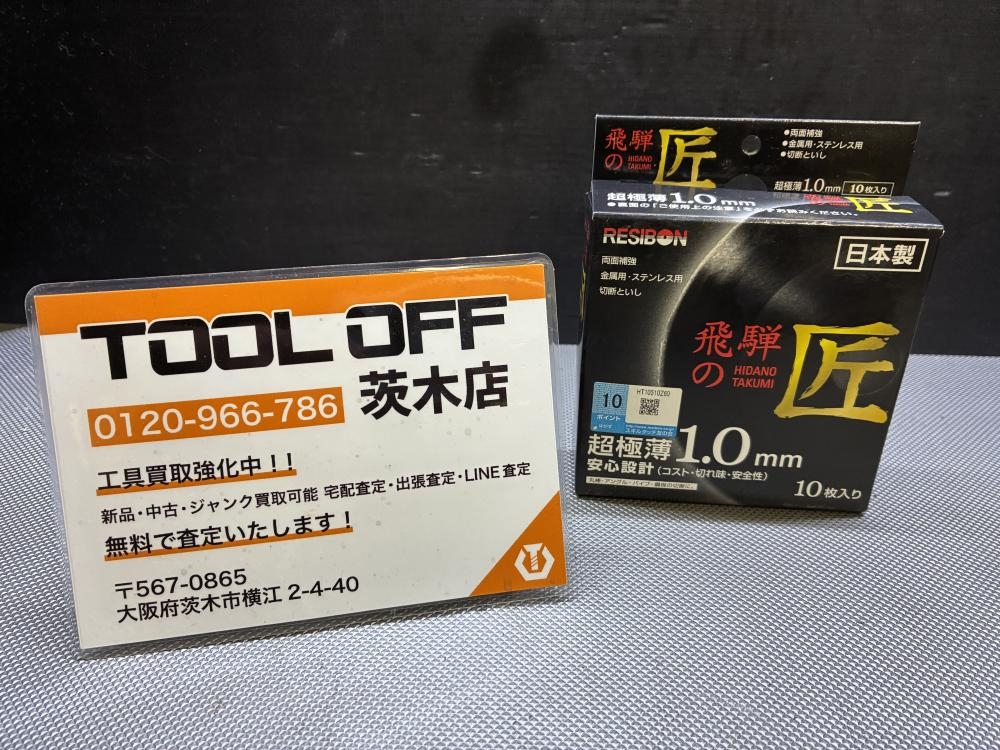 TOOL OFF
茨木店
0120-966-786
工具買取強化中！！
新品・中古・ジャンク買取可能 宅配査定・出張査定・LINE査定
無料で査定いたします！
〒567-0865
大阪府茨木市横江 2-4-40
飛騨の
HIDANO
TAKUMI
匠
●両面補強
●金属用・ステンレス用
●切断といし
超極薄1.0mm 10枚入り
超極薄1.0mm
匠
RESIBON
日本製
両面補強
金属用・ステンレス用
切断といし
飛騨の
HIDANO
TAKUMI
匠
10
ポイント
HT10510Z60
超極薄1.0mm
安心設計(コスト・切れ味・安全性)
10枚入り